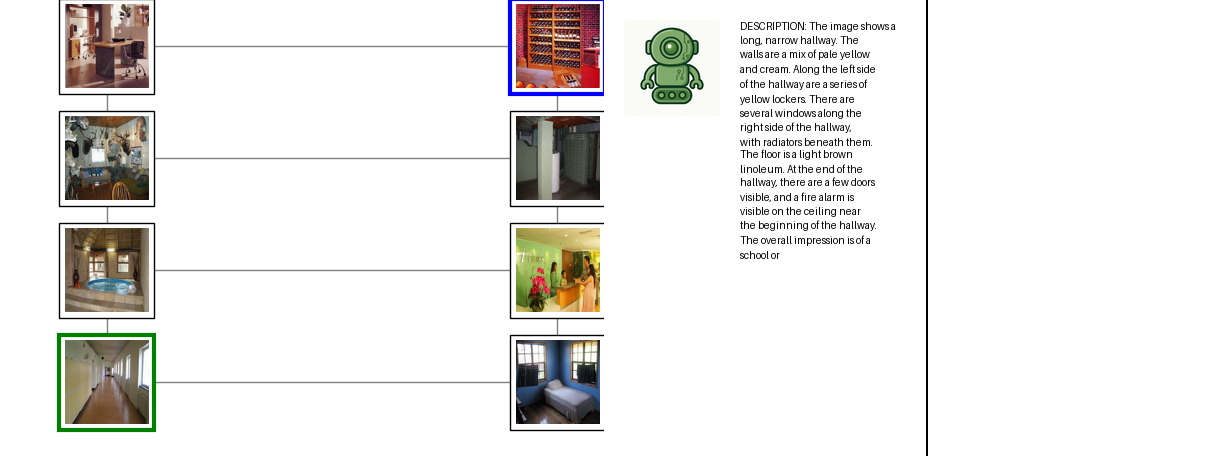 DESCRIPTION: The image shows a
long, narrow hallway. The
walls are a mix of pale yellow
and cream. Along the left side
of the hallway are a series of
yellow lockers. There are
several windows along the
right side of the hallway,
with radiators beneath them.
The floor is a light brown
linoleum. At the end of the
hallway, there are a few doors
visible, and a fire alarm is
visible on the ceiling near
the beginning of the hallway.
The overall impression is of a
school or